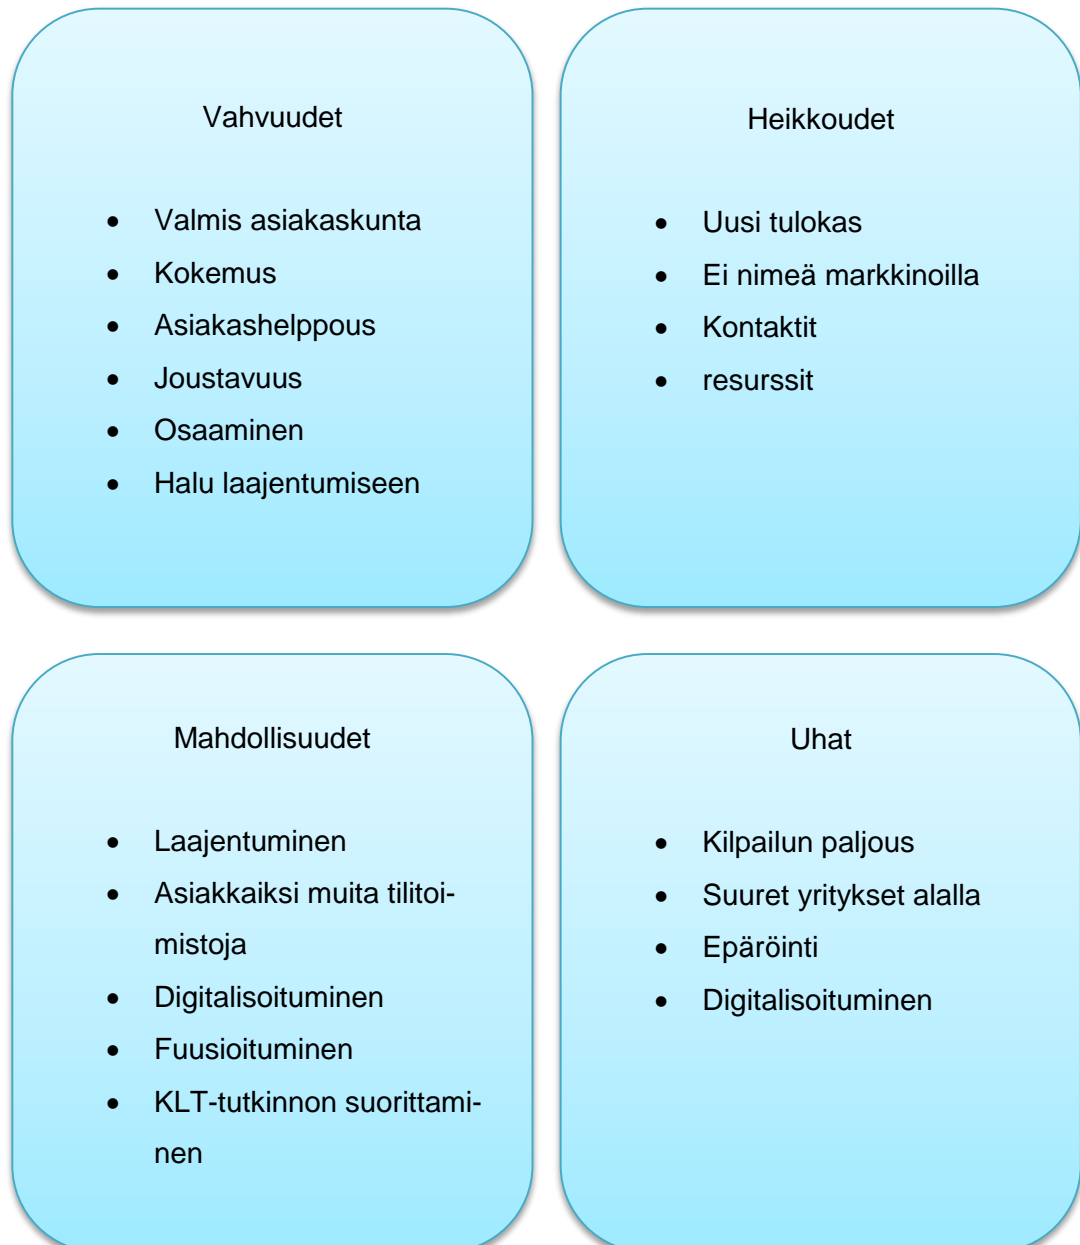 Vahvuudet
• Valmis asiakaskunta
• Kokemus
• Asiakashelppous
• Joustavuus
• Osaaminen
• Halu laajentumiseen
Heikkoudet
• Uusi tulokas
• Ei nimeä markkinoilla
• Kontaktit
• resurssit
Mahdollisuudet
• Laajentuminen
• Asiakkaiksi muita tilitoi-
mistoja
• Digitalisoituminen
• Fuusioituminen
• KLT-tutkinnon suorittami-
nen
Uhat
• Kilpailun paljous
• Suuret yritykset alalla
• Epäröinti
• Digitalisoituminen